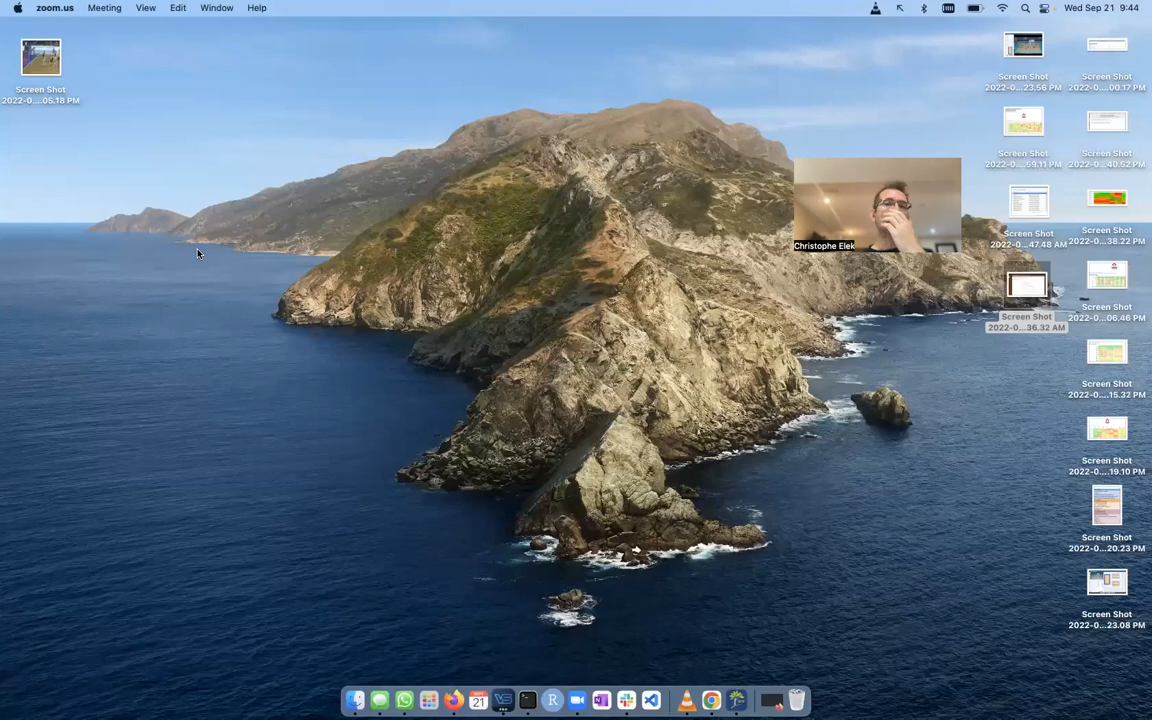 zoom.us Meeting View Edit Window Help Wed Sep 21 9:44
Screen Shot
2022-0....05.18 PM
Screen Shot
2022-0... 23.56 PM
Screen Shot
2022-0....00.17 PM
Screen Shot
2022-0....59.11 PM
Screen Shot
2022-0...40.52 PM
Screen Shot
2022-0....47.48 AM
Screen Shot
2022-0...38.22 PM
Screen Shot
2022-0...36.32 AM
Screen Shot
2022-0...06.46 PM
Screen Shot
2022-0....15.32 PM
Screen Shot
2022-0....19.10 PM
Screen Shot
2022-0...20.23 PM
Screen Shot
2022-0...23.08 PM
Christophe Elek
SEP
21
R
N